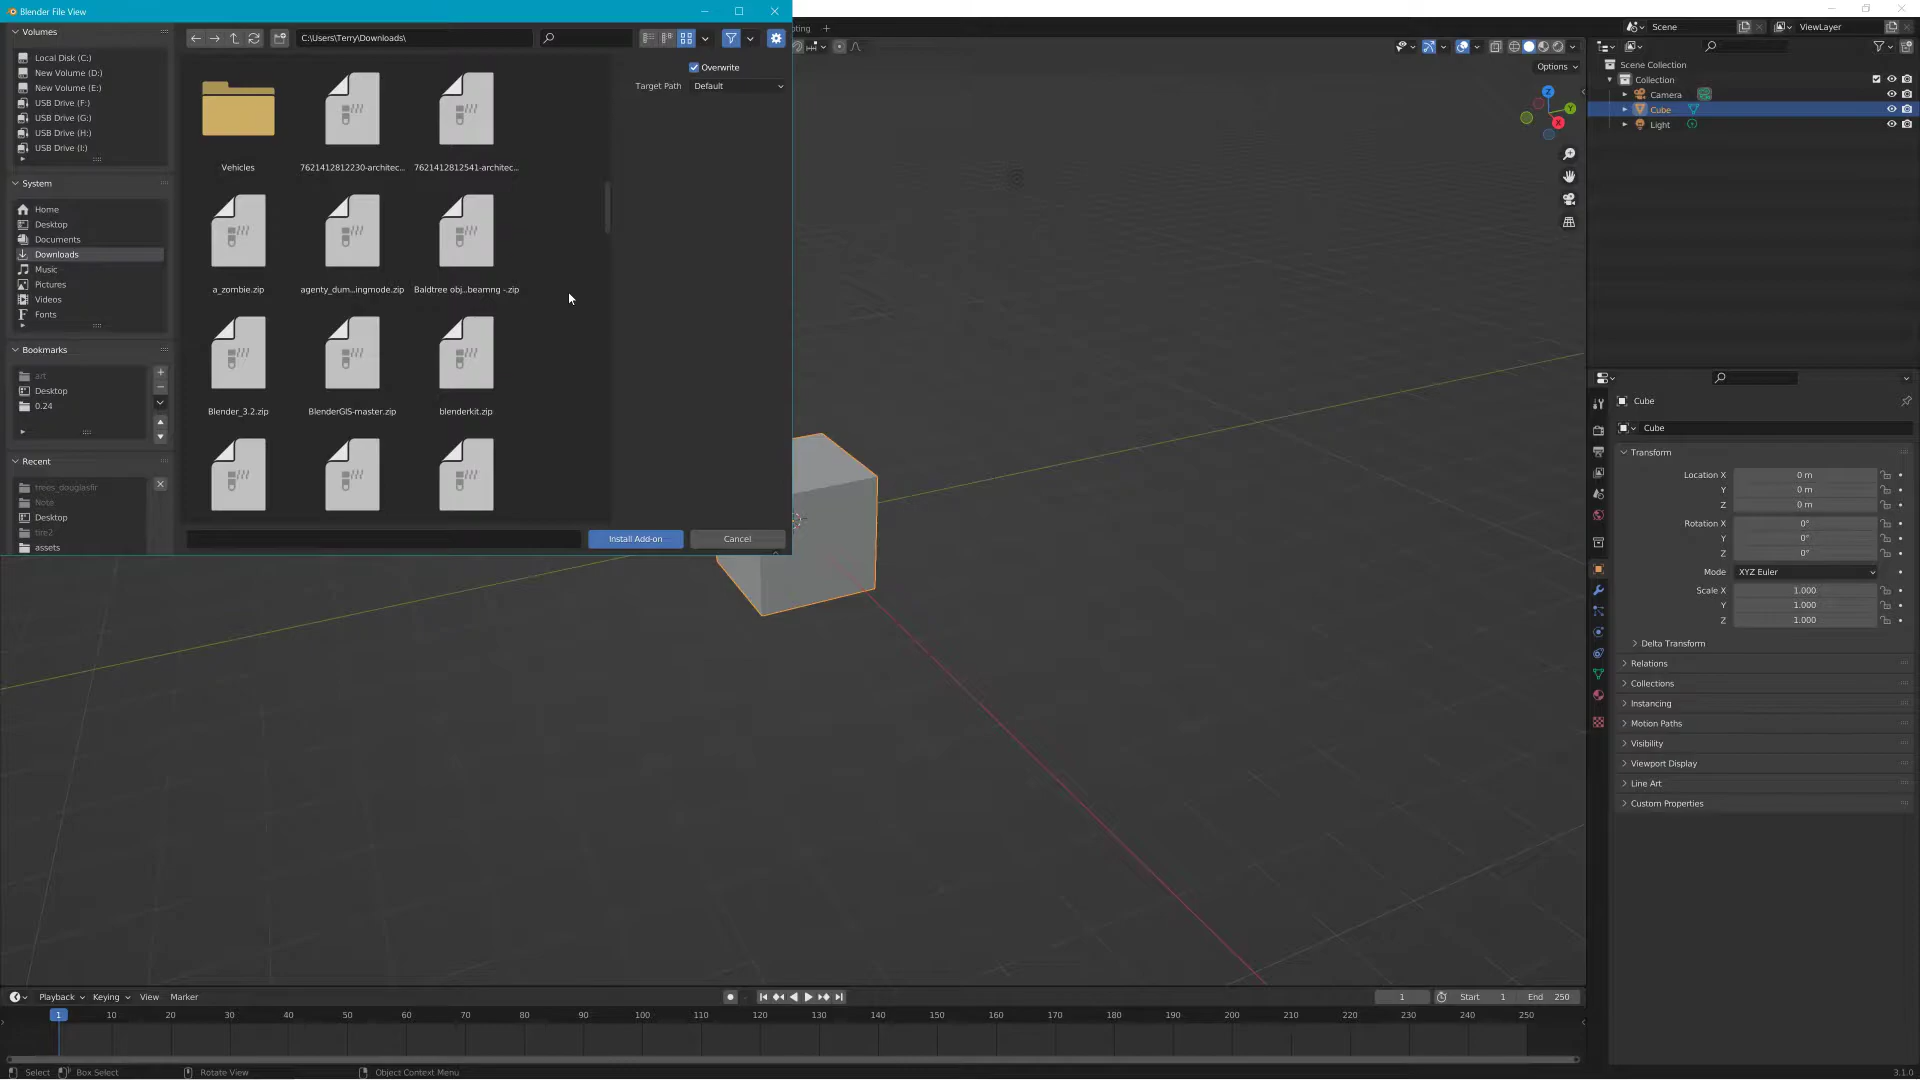 Blender File View
Volumes
Local Disk (C:)
New Volume (D:)
New Volume (E:)
USB Drive (F:)
USB Drive (G:)
USB Drive (H:)
USB Drive (I:)
System
Home
Desktop
Documents
Downloads
Music
Pictures
Videos
Fonts
Bookmarks
art
Desktop
0.24
Recent
trees_douglasfir
Note
Desktop
tire2
assets
C:\Users\Terry\Downloads\
Vehicles
7621412812230-architec...
7621412812541-architec...
a_zombie.zip
agenty_dum...ingmode.zip
Baldtree obj...beamng -.zip
Blender_3.2.zip
BlenderGIS-master.zip
blenderkit.zip
Overwrite
Target Path Default
Install Add-on
Cancel
Scene
ViewLayer
Options
Z
Y
X
Scene Collection
Collection
Camera
Cube
Light
Cube
Cube
Transform
Location X 0 m
Y 0 m
Z 0 m
Rotation X 0°
Y 0°
Z 0°
Mode XYZ Euler
Scale X 1.000
Y 1.000
Z 1.000
Delta Transform
Relations
Collections
Instancing
Motion Paths
Visibility
Viewport Display
Line Art
Custom Properties
Playback Keying View Marker
1 Start 1 End 250
1 10 20 30 40 50 60 70 80 90 100 110 120 130 140 150 160 170 180 190 200 210 220 230 240 250
Select Box Select Rotate View Object Context Menu
3.1.0